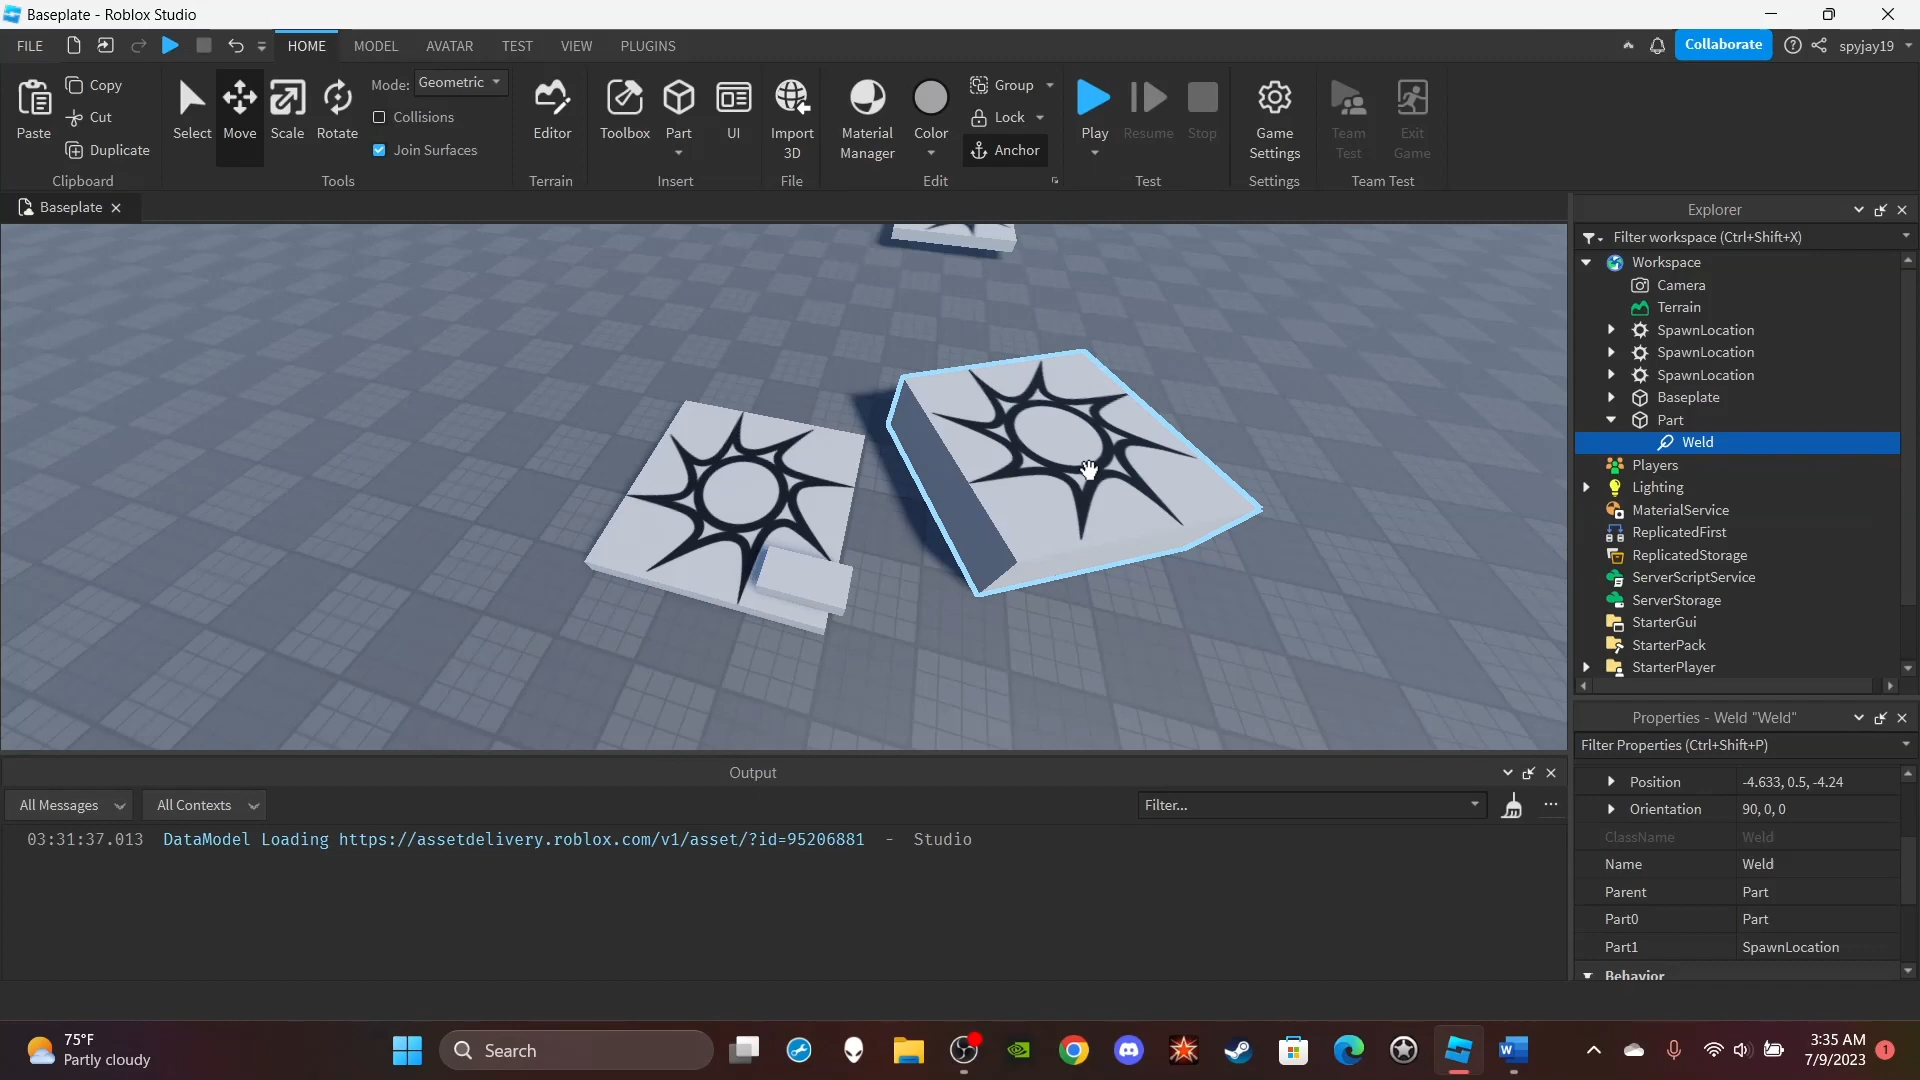 Baseplate - Roblox Studio
FILE
HOME
MODEL
AVATAR
TEST
VIEW
PLUGINS
Collaborate
spyjay19
Paste
Copy
Cut
Duplicate
Clipboard
Select
Move
Scale
Rotate
Mode:
Geometric
Collisions
Join Surfaces
Tools
Editor
Terrain
Toolbox
Part
UI
Insert
Import
3D
File
Material
Manager
Color
Group
Lock
Anchor
Edit
Play
Resume
Stop
Test
Game
Settings
Settings
Team
Test
Exit
Game
Team Test
Baseplate
Explorer
Filter workspace (Ctrl+Shift+X)
Workspace
Camera
Terrain
SpawnLocation
SpawnLocation
SpawnLocation
Baseplate
Part
Weld
Players
Lighting
MaterialService
ReplicatedFirst
ReplicatedStorage
ServerScriptService
ServerStorage
StarterGui
StarterPack
StarterPlayer
Properties - Weld "Weld"
Filter Properties (Ctrl+Shift+P)
Position -4.633, 0.5, -4.24
Orientation 90, 0, 0
ClassName Weld
Name Weld
Parent Part
Part0 Part
Part1 SpawnLocation
Behavior
Output
All Messages
All Contexts
Filter...
03:31:37.013 DataModel Loading https://assetdelivery.roblox.com/v1/asset/?id=95206881 - Studio
75°F
Partly cloudy
Search
3:35 AM
7/9/2023
1